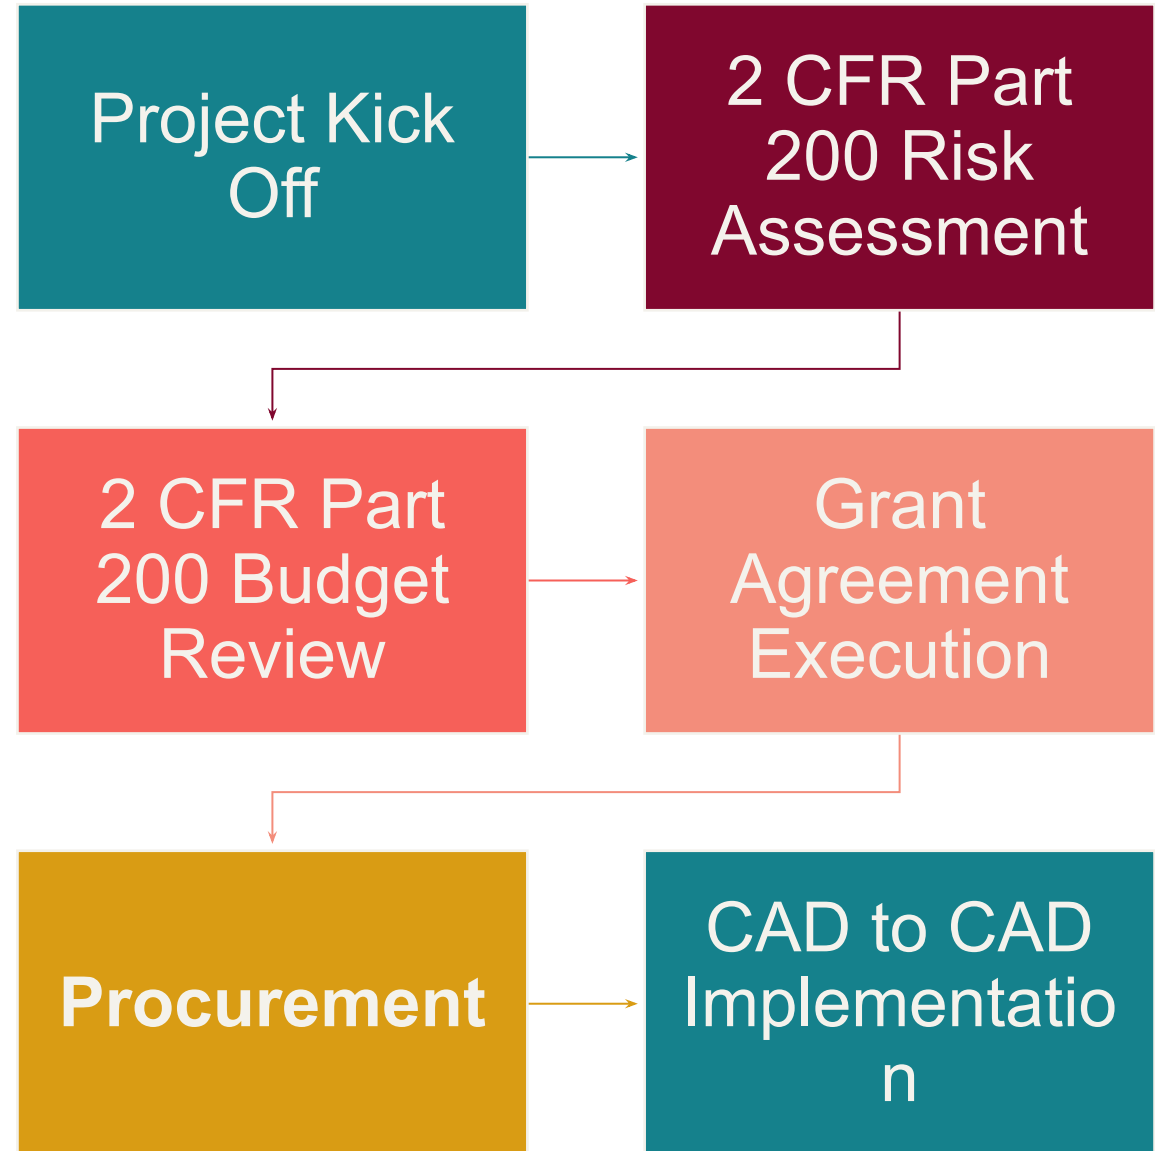 Project Kick
Off
2 CFR Part
200 Risk
Assessment
2 CFR Part
200 Budget
Review
Grant
Agreement
Execution
Procurement
CAD to CAD
Implementatio
n